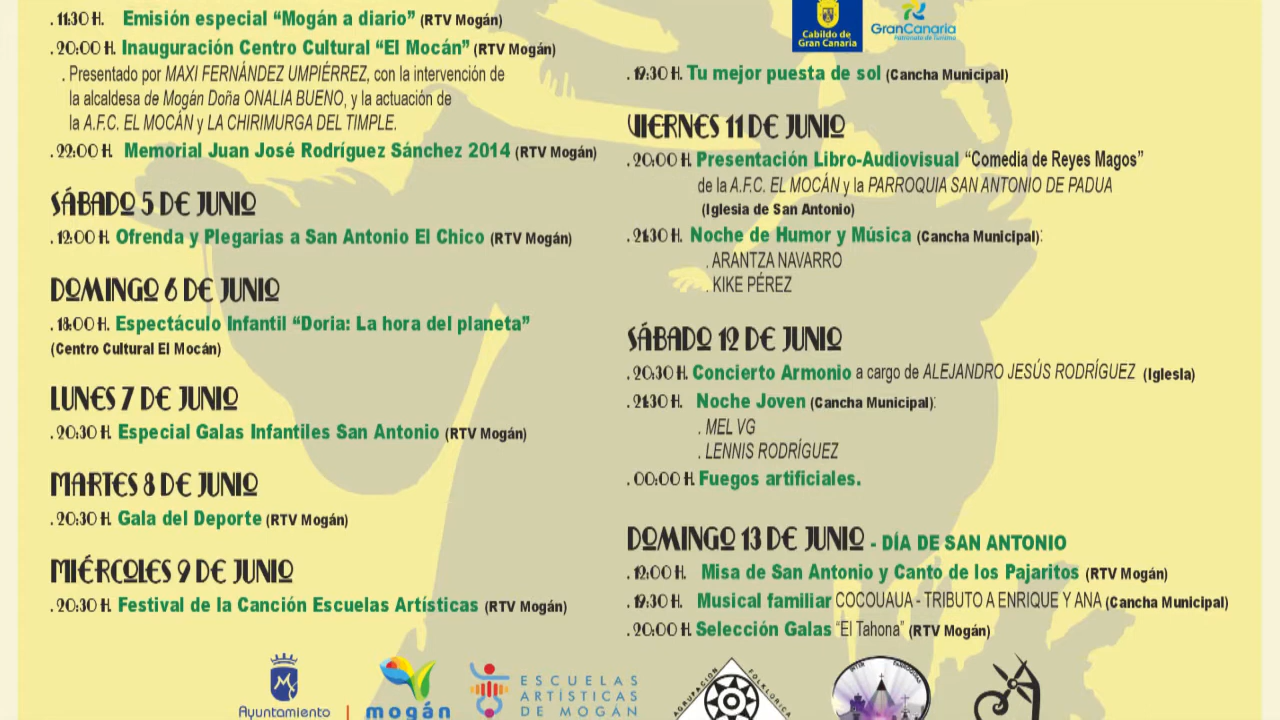 . 11:30 H. Emisión especial “Mogán a diario” (RTV Mogán)
. 20:00 H. Inauguración Centro Cultural “El Mocán” (RTV Mogán)
. Presentado por MAXI FERNÁNDEZ UMPIÉRREZ, con la intervención de
la alcaldesa de Mogán Doña ONALIA BUENO, y la actuación de
la A.F.C. EL MOCÁN y LA CHIRIMURGA DEL TIMPLE.
. 22:00 H. Memorial Juan José Rodríguez Sánchez 2014 (RTV Mogán)
SÁBADO 5 DE JUNIO
. 12:00 H. Ofrenda y Plegarias a San Antonio El Chico (RTV Mogán)
DOMINGO 6 DE JUNIO
. 18:00 H. Espectáculo Infantil “Doria: La hora del planeta”
(Centro Cultural El Mocán)
LUNES 7 DE JUNIO
. 20:30 H. Especial Galas Infantiles San Antonio (RTV Mogán)
MARTES 8 DE JUNIO
. 20:30 H. Gala del Deporte (RTV Mogán)
MIÉRCOLES 9 DE JUNIO
. 20:30 H. Festival de la Canción Escuelas Artísticas (RTV Mogán)
Cabildo de
Gran Canaria
GranCanaria
Patronato de Turismo
. 19:30 H. Tu mejor puesta de sol (Cancha Municipal)
VIERNES 11 DE JUNIO
. 20:00 H. Presentación Libro-Audiovisual “Comedia de Reyes Magos”
de la A.F.C. EL MOCÁN y la PARROQUIA SAN ANTONIO DE PADUA
(Iglesia de San Antonio)
. 21:30 H. Noche de Humor y Música (Cancha Municipal):
. ARANTZA NAVARRO
. KIKE PÉREZ
SÁBADO 12 DE JUNIO
. 20:30 H. Concierto Armonio a cargo de ALEJANDRO JESÚS RODRÍGUEZ (Iglesia)
. 21:30 H. Noche Joven (Cancha Municipal):
. MEL VG
. LENNIS RODRÍGUEZ
. 00:00 H. Fuegos artificiales.
DOMINGO 13 DE JUNIO - DÍA DE SAN ANTONIO
. 12:00 H. Misa de San Antonio y Canto de los Pajaritos (RTV Mogán)
. 19:30 H. Musical familiar COCOUAUA - TRIBUTO A ENRIQUE Y ANA (Cancha Municipal)
. 20:00 H. Selección Galas “El Tahona” (RTV Mogán)
Ayuntamiento
mogán
ESCUELAS
ARTÍSTICAS
DE MOGÁN
AGRUPACIÓN FOLKLÓRICA